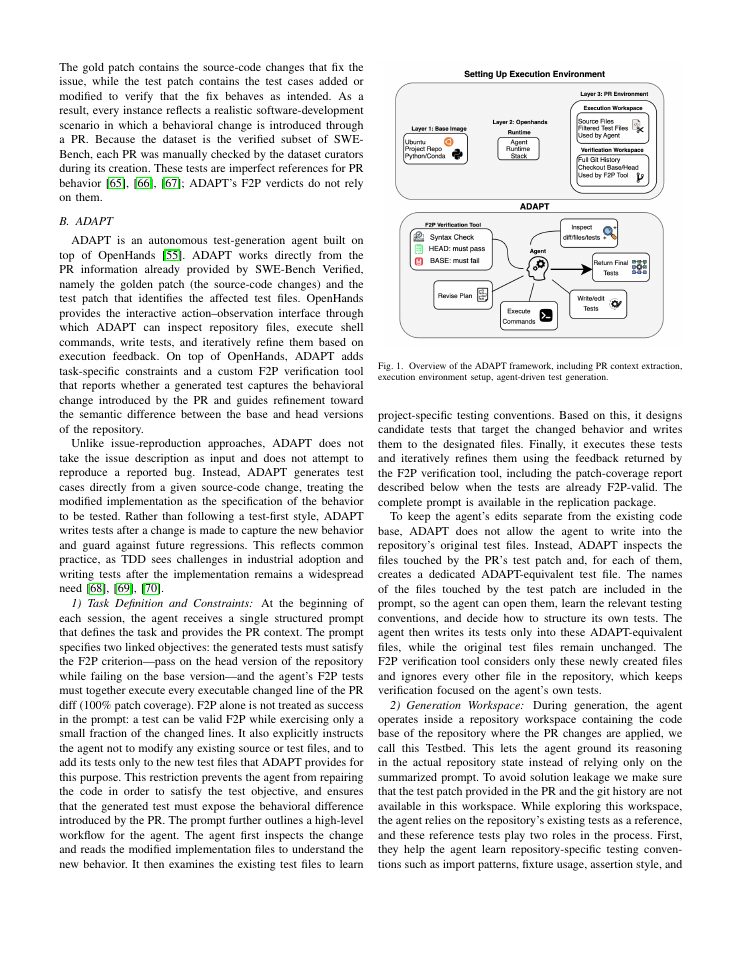 The gold patch contains the source-code changes that fix the
issue, while the test patch contains the test cases added or
modified to verify that the fix behaves as intended. As a
result, every instance reflects a realistic software-development
scenario in which a behavioral change is introduced through
a PR. Because the dataset is the verified subset of SWE-
Bench, each PR was manually checked by the dataset curators
during its creation. These tests are imperfect references for PR
behavior [65], [66], [67]; ADAPT's F2P verdicts do not rely
on them.
B. ADAPT
ADAPT is an autonomous test-generation agent built on
top of OpenHands [55]. ADAPT works directly from the
PR information already provided by SWE-Bench Verified,
namely the golden patch (the source-code changes) and the
test patch that identifies the affected test files. OpenHands
provides the interactive action–observation interface through
which ADAPT can inspect repository files, execute shell
commands, write tests, and iteratively refine them based on
execution feedback. On top of OpenHands, ADAPT adds
task-specific constraints and a custom F2P verification tool
that reports whether a generated test captures the behavioral
change introduced by the PR and guides refinement toward
the semantic difference between the base and head versions
of the repository.
Unlike issue-reproduction approaches, ADAPT does not
take the issue description as input and does not attempt to
reproduce a reported bug. Instead, ADAPT generates test
cases directly from a given source-code change, treating the
modified implementation as the specification of the behavior
to be tested. Rather than following a test-first style, ADAPT
writes tests after a change is made to capture the new behavior
and guard against future regressions. This reflects common
practice, as TDD sees challenges in industrial adoption and
writing tests after the implementation remains a widespread
need [68], [69], [70].
1) Task Definition and Constraints: At the beginning of
each session, the agent receives a single structured prompt
that defines the task and provides the PR context. The prompt
specifies two linked objectives: the generated tests must satisfy
the F2P criterion—pass on the head version of the repository
while failing on the base version—and the agent's F2P tests
must together execute every executable changed line of the PR
diff (100% patch coverage). F2P alone is not treated as success
in the prompt: a test can be valid F2P while exercising only a
small fraction of the changed lines. It also explicitly instructs
the agent not to modify any existing source or test files, and to
add its tests only to the new test files that ADAPT provides for
this purpose. This restriction prevents the agent from repairing
the code in order to satisfy the test objective, and ensures
that the generated test must expose the behavioral difference
introduced by the PR. The prompt further outlines a high-level
workflow for the agent. The agent first inspects the change
and reads the modified implementation files to understand the
new behavior. It then examines the existing test files to learn
Setting Up Execution Environment
Layer 1: Base Image
Ubuntu
Project Repo
Python/Conda
Layer 2: Openhands
Runtime
Agent
Runtime
Stack
Layer 3: PR Environment
Execution Workspace
Source Files
Filtered Test Files
Used by Agent
Verification Workspace
Full Git History
Checkout Base/Head
Used by F2P Tool
ADAPT
F2P Verification Tool
Syntax Check
HEAD: must pass
BASE: must fail
Agent
Inspect
diff/files/tests
Return Final
Tests
Write/edit
Tests
Execute
Commands
Revise Plan
Fig. 1. Overview of the ADAPT framework, including PR context extraction,
execution environment setup, agent-driven test generation.
project-specific testing conventions. Based on this, it designs
candidate tests that target the changed behavior and writes
them to the designated files. Finally, it executes these tests
and iteratively refines them using the feedback returned by
the F2P verification tool, including the patch-coverage report
described below when the tests are already F2P-valid. The
complete prompt is available in the replication package.
To keep the agent's edits separate from the existing code
base, ADAPT does not allow the agent to write into the
repository's original test files. Instead, ADAPT inspects the
files touched by the PR's test patch and, for each of them,
creates a dedicated ADAPT-equivalent test file. The names
of the files touched by the test patch are included in the
prompt, so the agent can open them, learn the relevant testing
conventions, and decide how to structure its own tests. The
agent then writes its tests only into these ADAPT-equivalent
files, while the original test files remain unchanged. The
F2P verification tool considers only these newly created files
and ignores every other file in the repository, which keeps
verification focused on the agent's own tests.
2) Generation Workspace: During generation, the agent
operates inside a repository workspace containing the code
base of the repository where the PR changes are applied, we
call this Testbed. This lets the agent ground its reasoning
in the actual repository state instead of relying only on the
summarized prompt. To avoid solution leakage we make sure
that the test patch provided in the PR and the git history are not
available in this workspace. While exploring this workspace,
the agent relies on the repository's existing tests as a reference,
and these reference tests play two roles in the process. First,
they help the agent learn repository-specific testing conven-
tions such as import patterns, fixture usage, assertion style, and